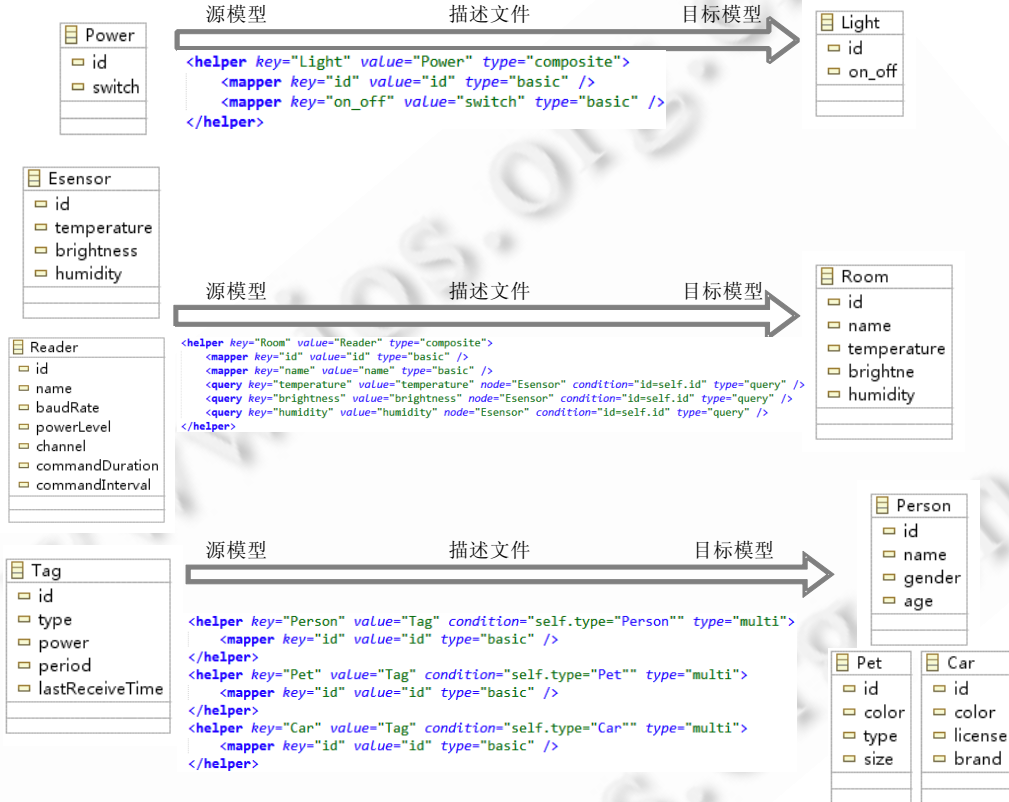 源模型 描述文件 目标模型
Power
id
switch
<helper key="Light" value="Power" type="composite">
<mapper key="id" value="id" type="basic" />
<mapper key="on_off" value="switch" type="basic" />
</helper>
Light
id
on_off
Esensor
id
temperature
brightness
humidity
Reader
id
name
baudRate
powerLevel
channel
commandDuration
commandInterval
源模型 描述文件 目标模型
<helper key="Room" value="Reader" type="composite">
<mapper key="id" value="id" type="basic" />
<mapper key="name" value="name" type="basic" />
<query key="temperature" value="temperature" node="Esensor" condition="id=self.id" type="query" />
<query key="brightness" value="brightness" node="Esensor" condition="id=self.id" type="query" />
<query key="humidity" value="humidity" node="Esensor" condition="id=self.id" type="query" />
</helper>
Room
id
name
temperature
brightne
humidity
Tag
id
type
power
period
lastReceiveTime
源模型 描述文件 目标模型
<helper key="Person" value="Tag" condition="self.type="Person"" type="multi">
<mapper key="id" value="id" type="basic" />
</helper>
<helper key="Pet" value="Tag" condition="self.type="Pet"" type="multi">
<mapper key="id" value="id" type="basic" />
</helper>
<helper key="Car" value="Tag" condition="self.type="Car"" type="multi">
<mapper key="id" value="id" type="basic" />
</helper>
Person
id
name
gender
age
Pet
id
color
type
size
Car
id
color
license
brand